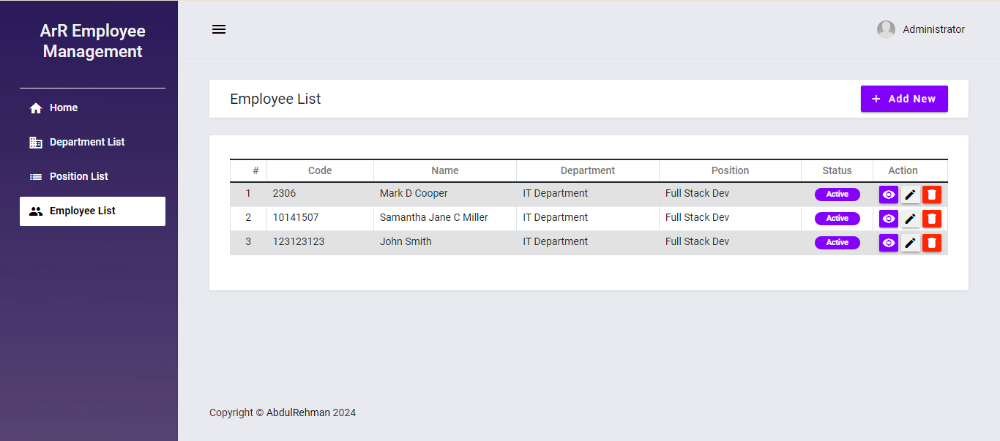 ArR Employee
Management
Administrator
Home
Department List
Position List
Employee List
Employee List
+ Add New
# Code Name Department Position Status Action
1 2306 Mark D Cooper IT Department Full Stack Dev Active
2 10141507 Samantha Jane C Miller IT Department Full Stack Dev Active
3 123123123 John Smith IT Department Full Stack Dev Active
Copyright © AbdulRehman 2024